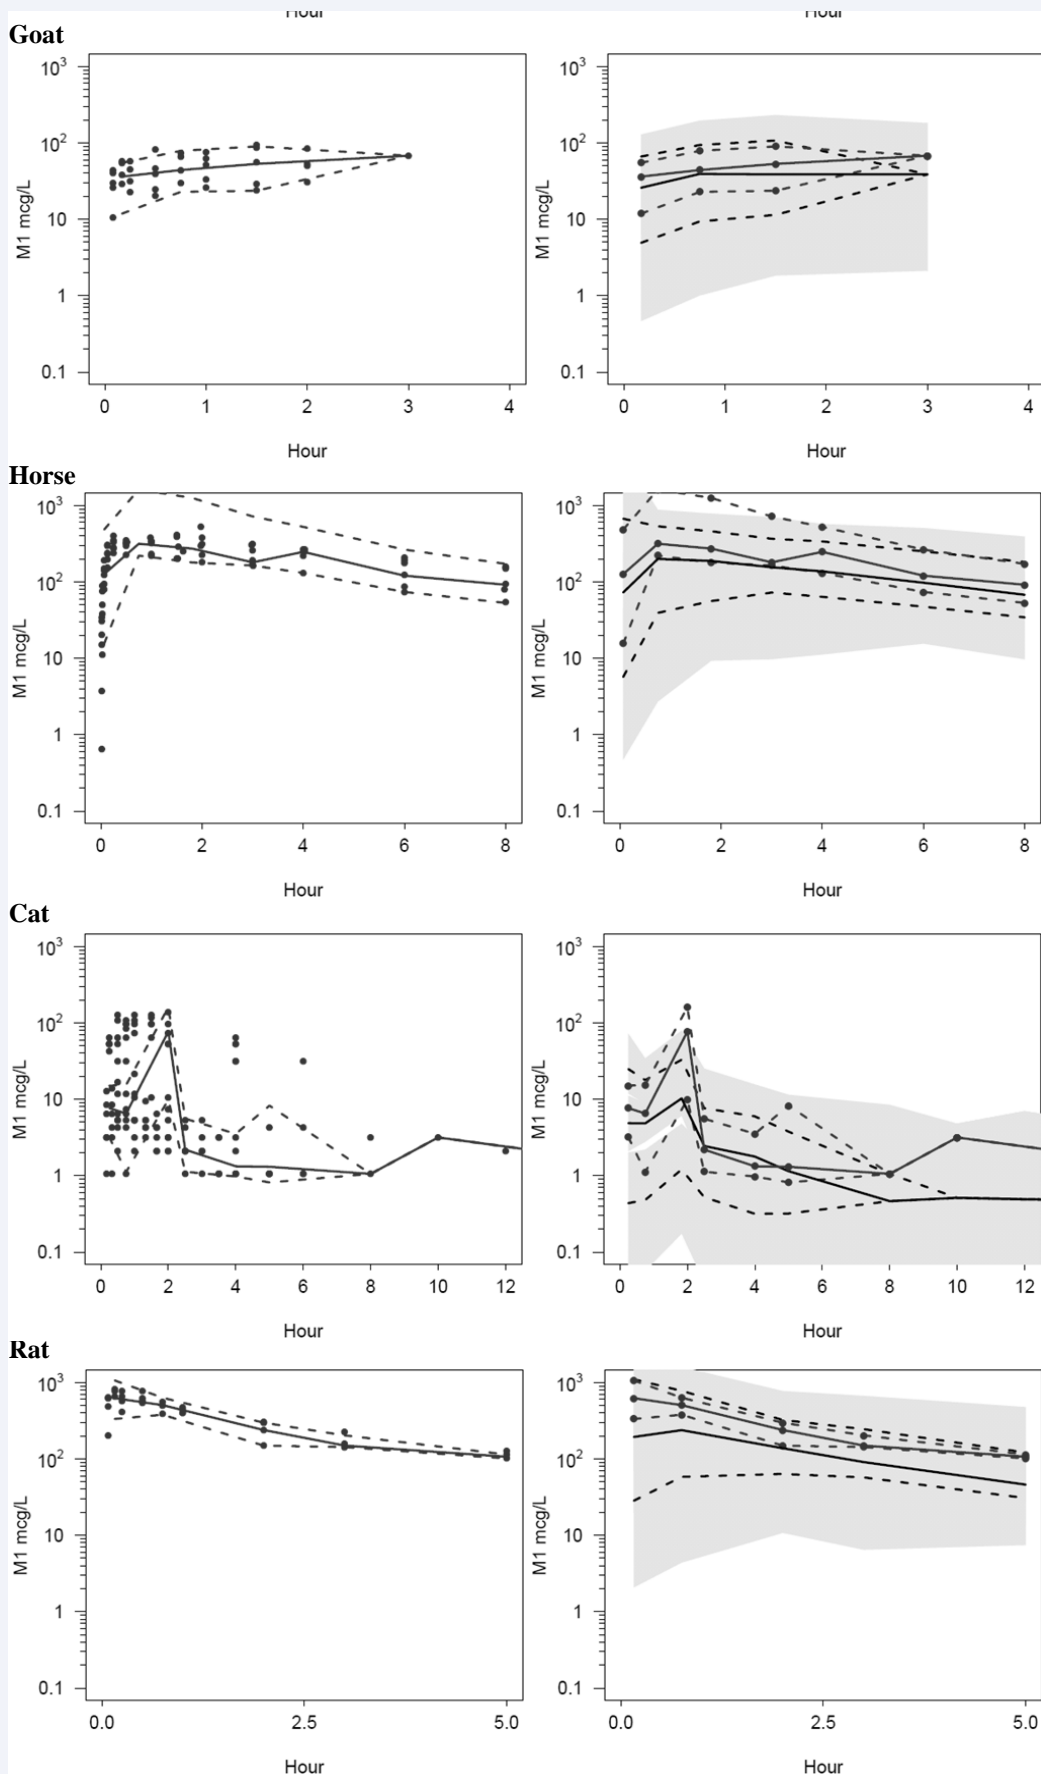 Hour Hour
Goat
10³ 10³
10² 10²
10 10
1 1
0.1 0.1
M1 mcg/L M1 mcg/L
0 1 2 3 4 0 1 2 3 4
Hour Hour
Horse
10³ 10³
10² 10²
10 10
1 1
0.1 0.1
M1 mcg/L M1 mcg/L
0 2 4 6 8 0 2 4 6 8
Hour Hour
Cat
10³ 10³
10² 10²
10 10
1 1
0.1 0.1
M1 mcg/L M1 mcg/L
0 2 4 6 8 10 12 0 2 4 6 8 10 12
Hour Hour
Rat
10³ 10³
10² 10²
10 10
1 1
0.1 0.1
M1 mcg/L M1 mcg/L
0.0 2.5 5.0 0.0 2.5 5.0
Hour Hour